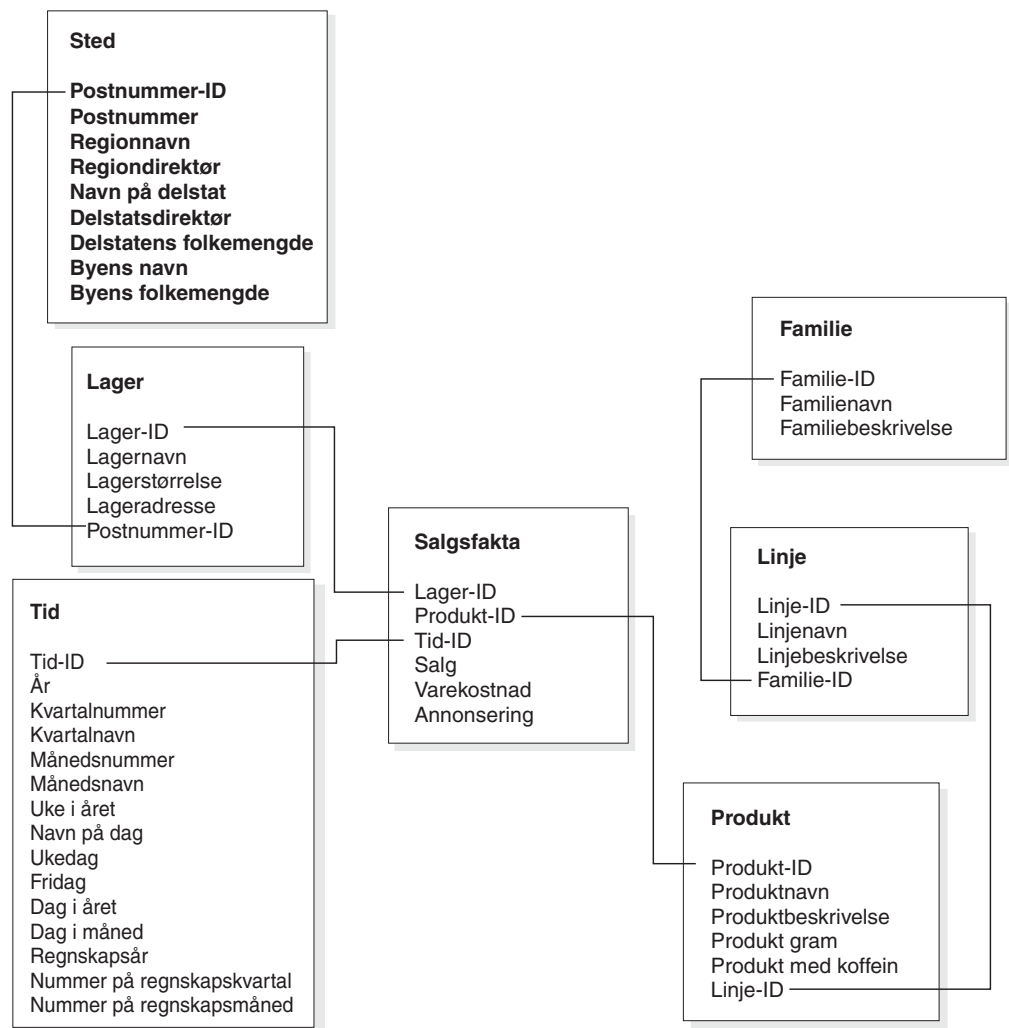 Sted
Postnummer-ID
Postnummer
Regionnavn
Regiondirektør
Navn på delstat
Delstatsdirektør
Delstatens folkemengde
Byens navn
Byens folkemengde
Lager
Lager-ID
Lagernavn
Lagerstørrelse
Lageradresse
Postnummer-ID
Tid
Tid-ID
År
Kvartalnummer
Kvartalnavn
Månedsnummer
Månedsnavn
Uke i året
Navn på dag
Ukedag
Fridag
Dag i året
Dag i måned
Regnskapsår
Nummer på regnskapskvartal
Nummer på regnskapsmåned
Salgsfakta
Lager-ID
Produkt-ID
Tid-ID
Salg
Varekostnad
Annonsering
Familie
Familie-ID
Familienavn
Familiebeskrivelse
Linje
Linje-ID
Linjenavn
Linjebeskrivelse
Familie-ID
Produkt
Produkt-ID
Produktnavn
Produktbeskrivelse
Produkt gram
Produkt med koffein
Linje-ID